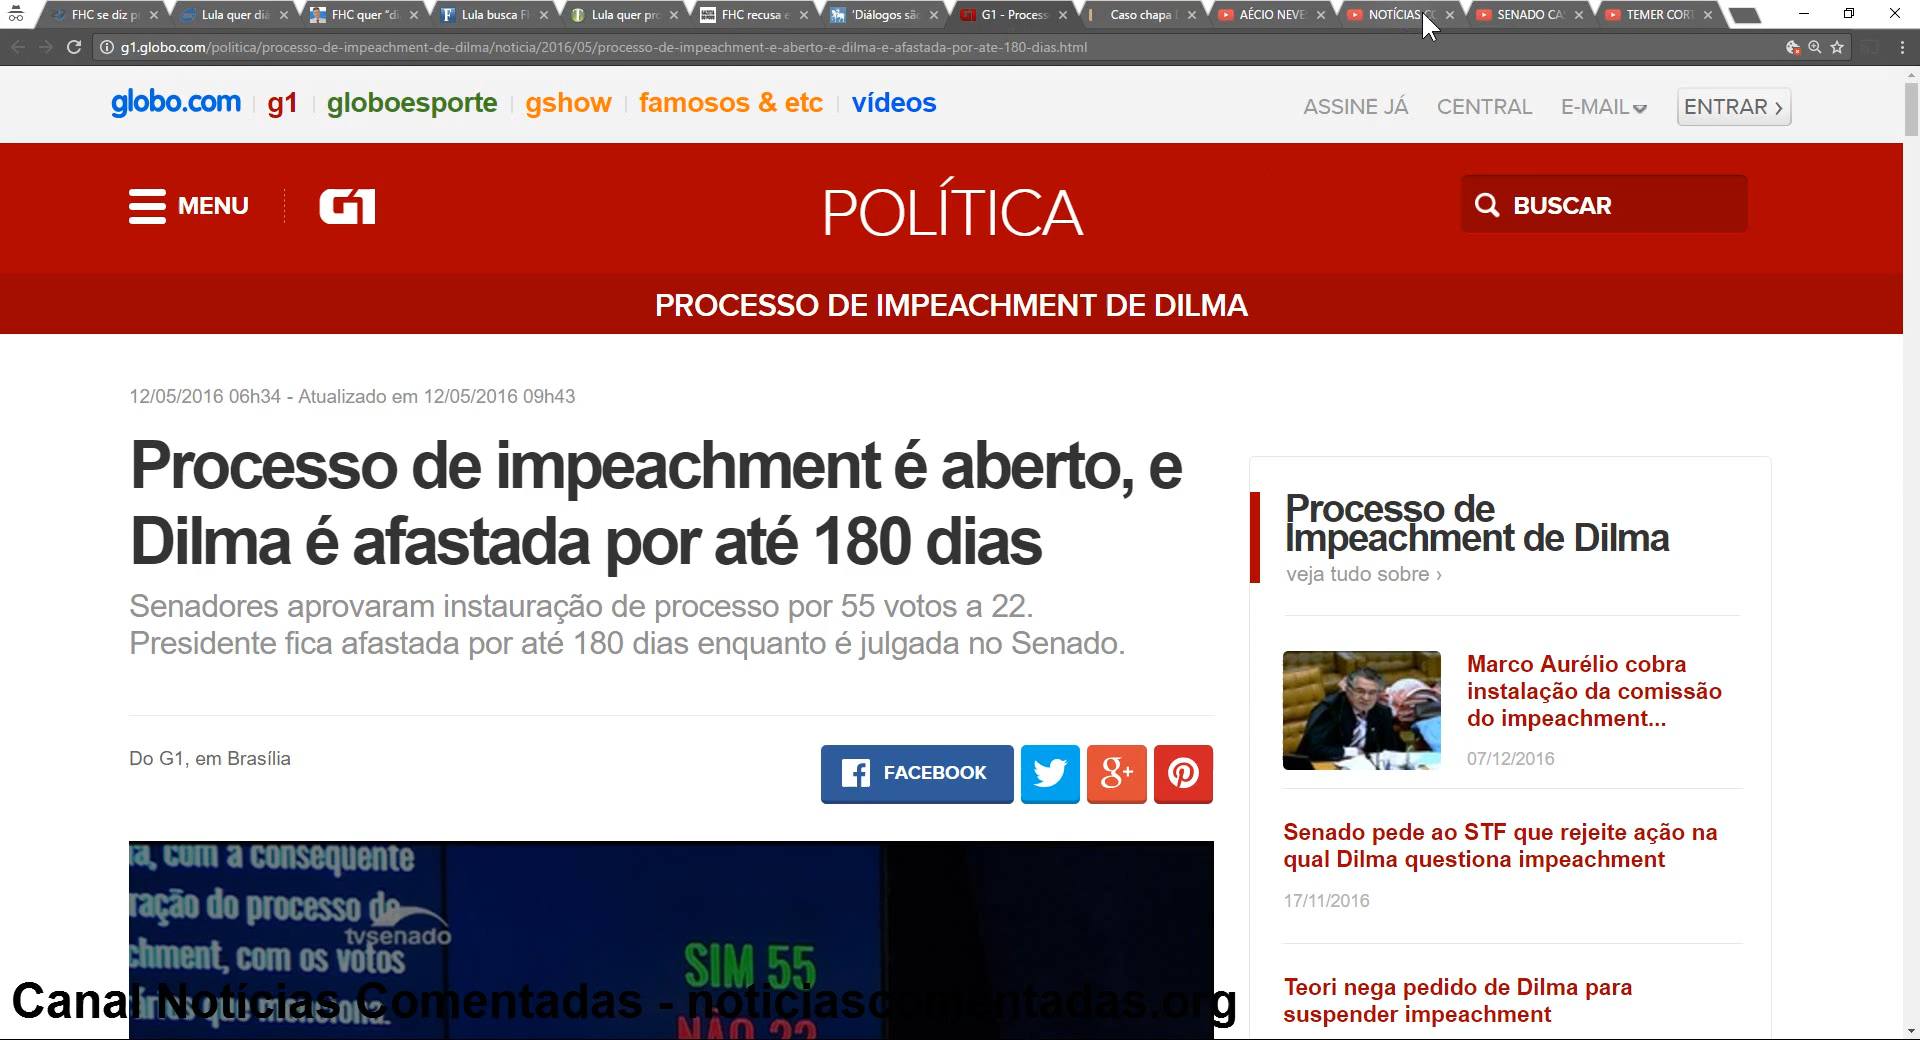 FHC se diz p
Lula quer diá
FHC quer "di
Lula busca F
Lula quer pro
FHC recusa e
'Diálogos sã
G1 - Process
Caso chapa
AÉCIO NEVE
NOTÍCIAS
SENADO CA
TEMER CORT
g1.globo.com/politica/processo-de-impeachment-de-dilma/noticia/2016/05/processo-de-impeachment-e-aberto-e-dilma-e-afastada-por-ate-180-dias.html
globo.com g1 globoesporte gshow famosos & etc vídeos
ASSINE JÁ CENTRAL E-MAIL ENTRAR ›
MENU G1 POLÍTICA BUSCAR
PROCESSO DE IMPEACHMENT DE DILMA
12/05/2016 06h34 - Atualizado em 12/05/2016 09h43
Processo de impeachment é aberto, e
Dilma é afastada por até 180 dias
Senadores aprovaram instauração de processo por 55 votos a 22.
Presidente fica afastada por até 180 dias enquanto é julgada no Senado.
Do G1, em Brasília
FACEBOOK
g+
a, com a consequente
ração do processo de
tvsenado
chment, com os votos
SIM 55
NÃO 22
Canal Notícias Comentadas - noticiascomentadas.org
Processo de
Impeachment de Dilma
veja tudo sobre ›
Marco Aurélio cobra
instalação da comissão
do impeachment...
07/12/2016
Senado pede ao STF que rejeite ação na
qual Dilma questiona impeachment
17/11/2016
Teori nega pedido de Dilma para
suspender impeachment